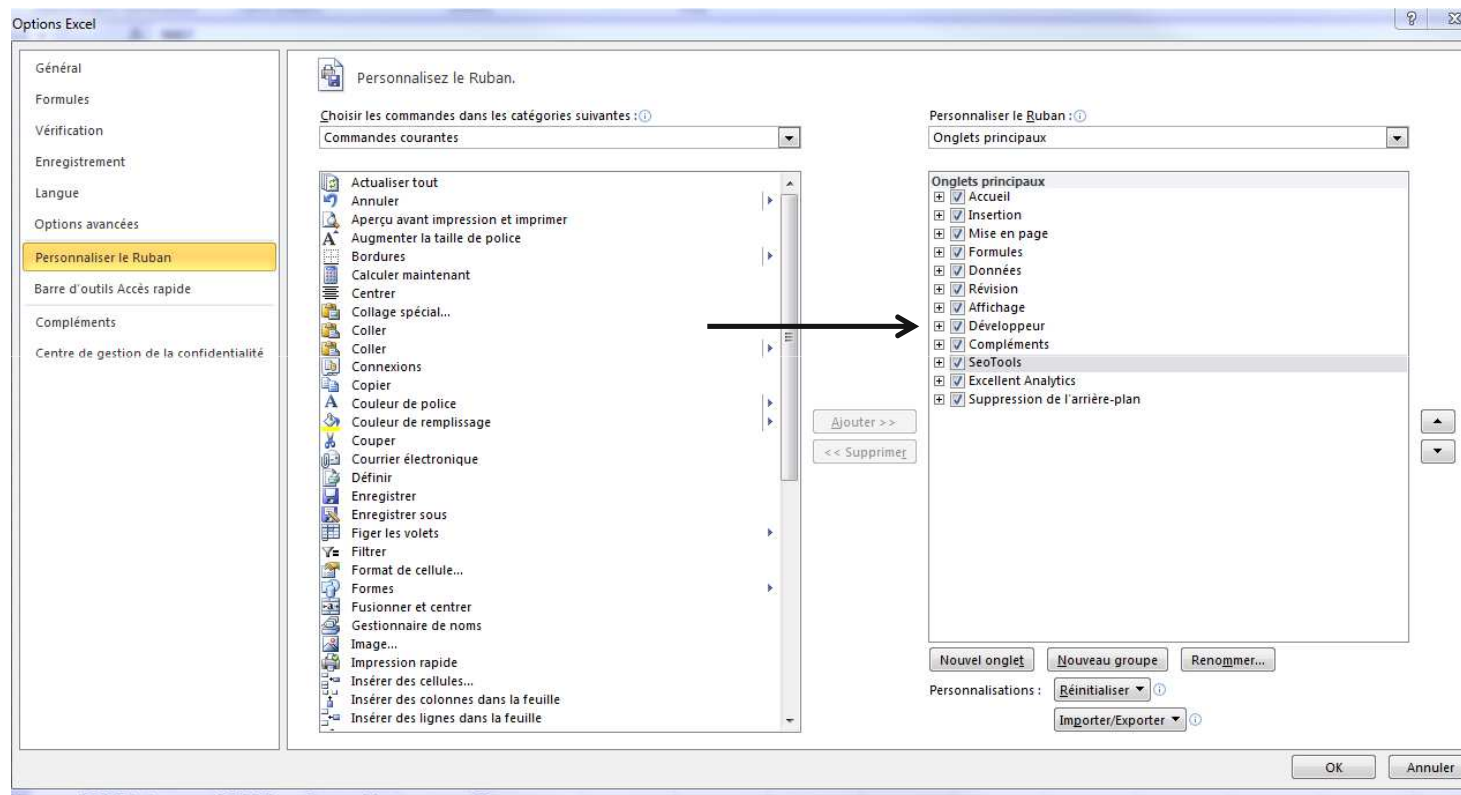 Options Excel
Général
Formules
Vérification
Enregistrement
Langue
Options avancées
Personnaliser le Ruban
Barre d'outils Accès rapide
Compléments
Centre de gestion de la confidentialité
Personnalisez le Ruban.
Choisir les commandes dans les catégories suivantes :
Commandes courantes
Actualiser tout
Annuler
Aperçu avant impression et imprimer
Augmenter la taille de police
Bordures
Calculer maintenant
Centrer
Collage spécial...
Coller
Coller
Connexions
Copier
Couleur de police
Couleur de remplissage
Couper
Courrier électronique
Définir
Enregistrer
Enregistrer sous
Figer les volets
Filtrer
Format de cellule...
Formes
Fusionner et centrer
Gestionnaire de noms
Image...
Impression rapide
Insérer des cellules...
Insérer des colonnes dans la feuille
Insérer des lignes dans la feuille
Ajouter >>
<< Supprimer
Personnaliser le Ruban :
Onglets principaux
Onglets principaux
Accueil
Insertion
Mise en page
Formules
Données
Révision
Affichage
Développeur
Compléments
SeoTools
Excellent Analytics
Suppression de l'arrière-plan
Nouvel onglet Nouveau groupe Renommer...
Personnalisations : Réinitialiser
Importer/Exporter
OK Annuler